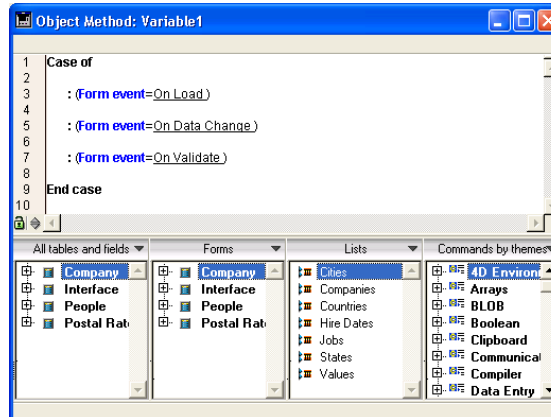 Object Method: Variable1
1 Case of
2
3 : (Form event=On Load )
4
5 : (Form event=On Data Change )
6
7 : (Form event=On Validate )
8
9 End case
10
All tables and fields
Company
Interface
People
Postal Rat
Forms
Company
Interface
People
Postal Rat
Lists
Cities
Companies
Countries
Hire Dates
Jobs
States
Values
Commands by themes
4D Environ
Arrays
BLOB
Boolean
Clipboard
Communica
Compiler
Data Entry